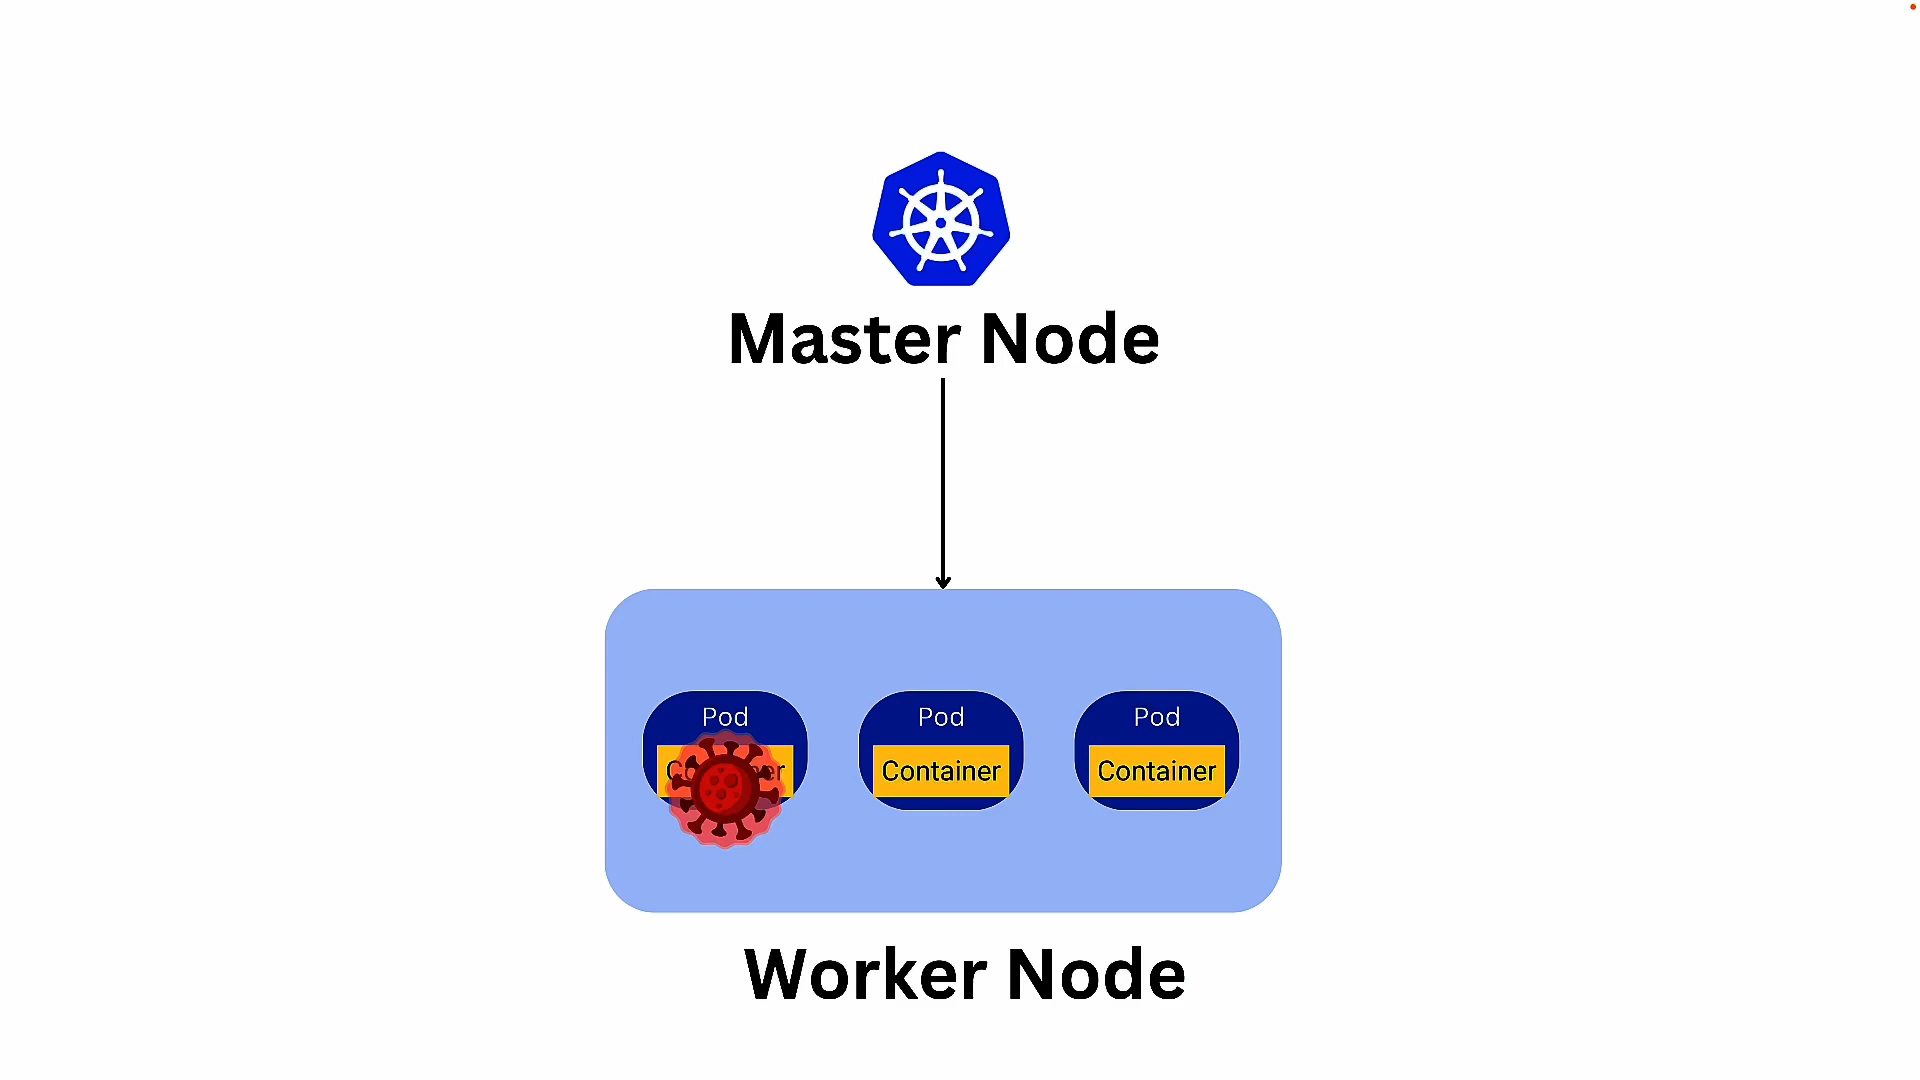 Master Node
Pod
Pod
Pod
Container
Container
Worker Node